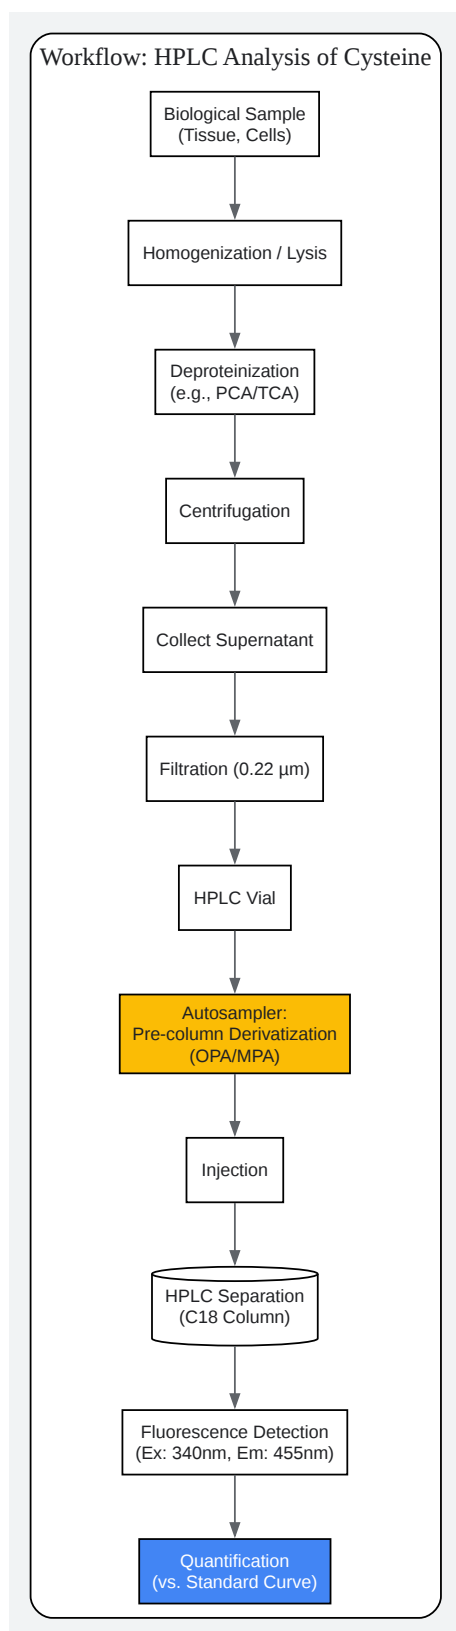 Workflow: HPLC Analysis of Cysteine
Biological Sample
(Tissue, Cells)
Homogenization / Lysis
Deproteinization
(e.g., PCA/TCA)
Centrifugation
Collect Supernatant
Filtration (0.22 µm)
HPLC Vial
Autosampler:
Pre-column Derivatization
(OPA/MPA)
Injection
HPLC Separation
(C18 Column)
Fluorescence Detection
(Ex: 340nm, Em: 455nm)
Quantification
(vs. Standard Curve)